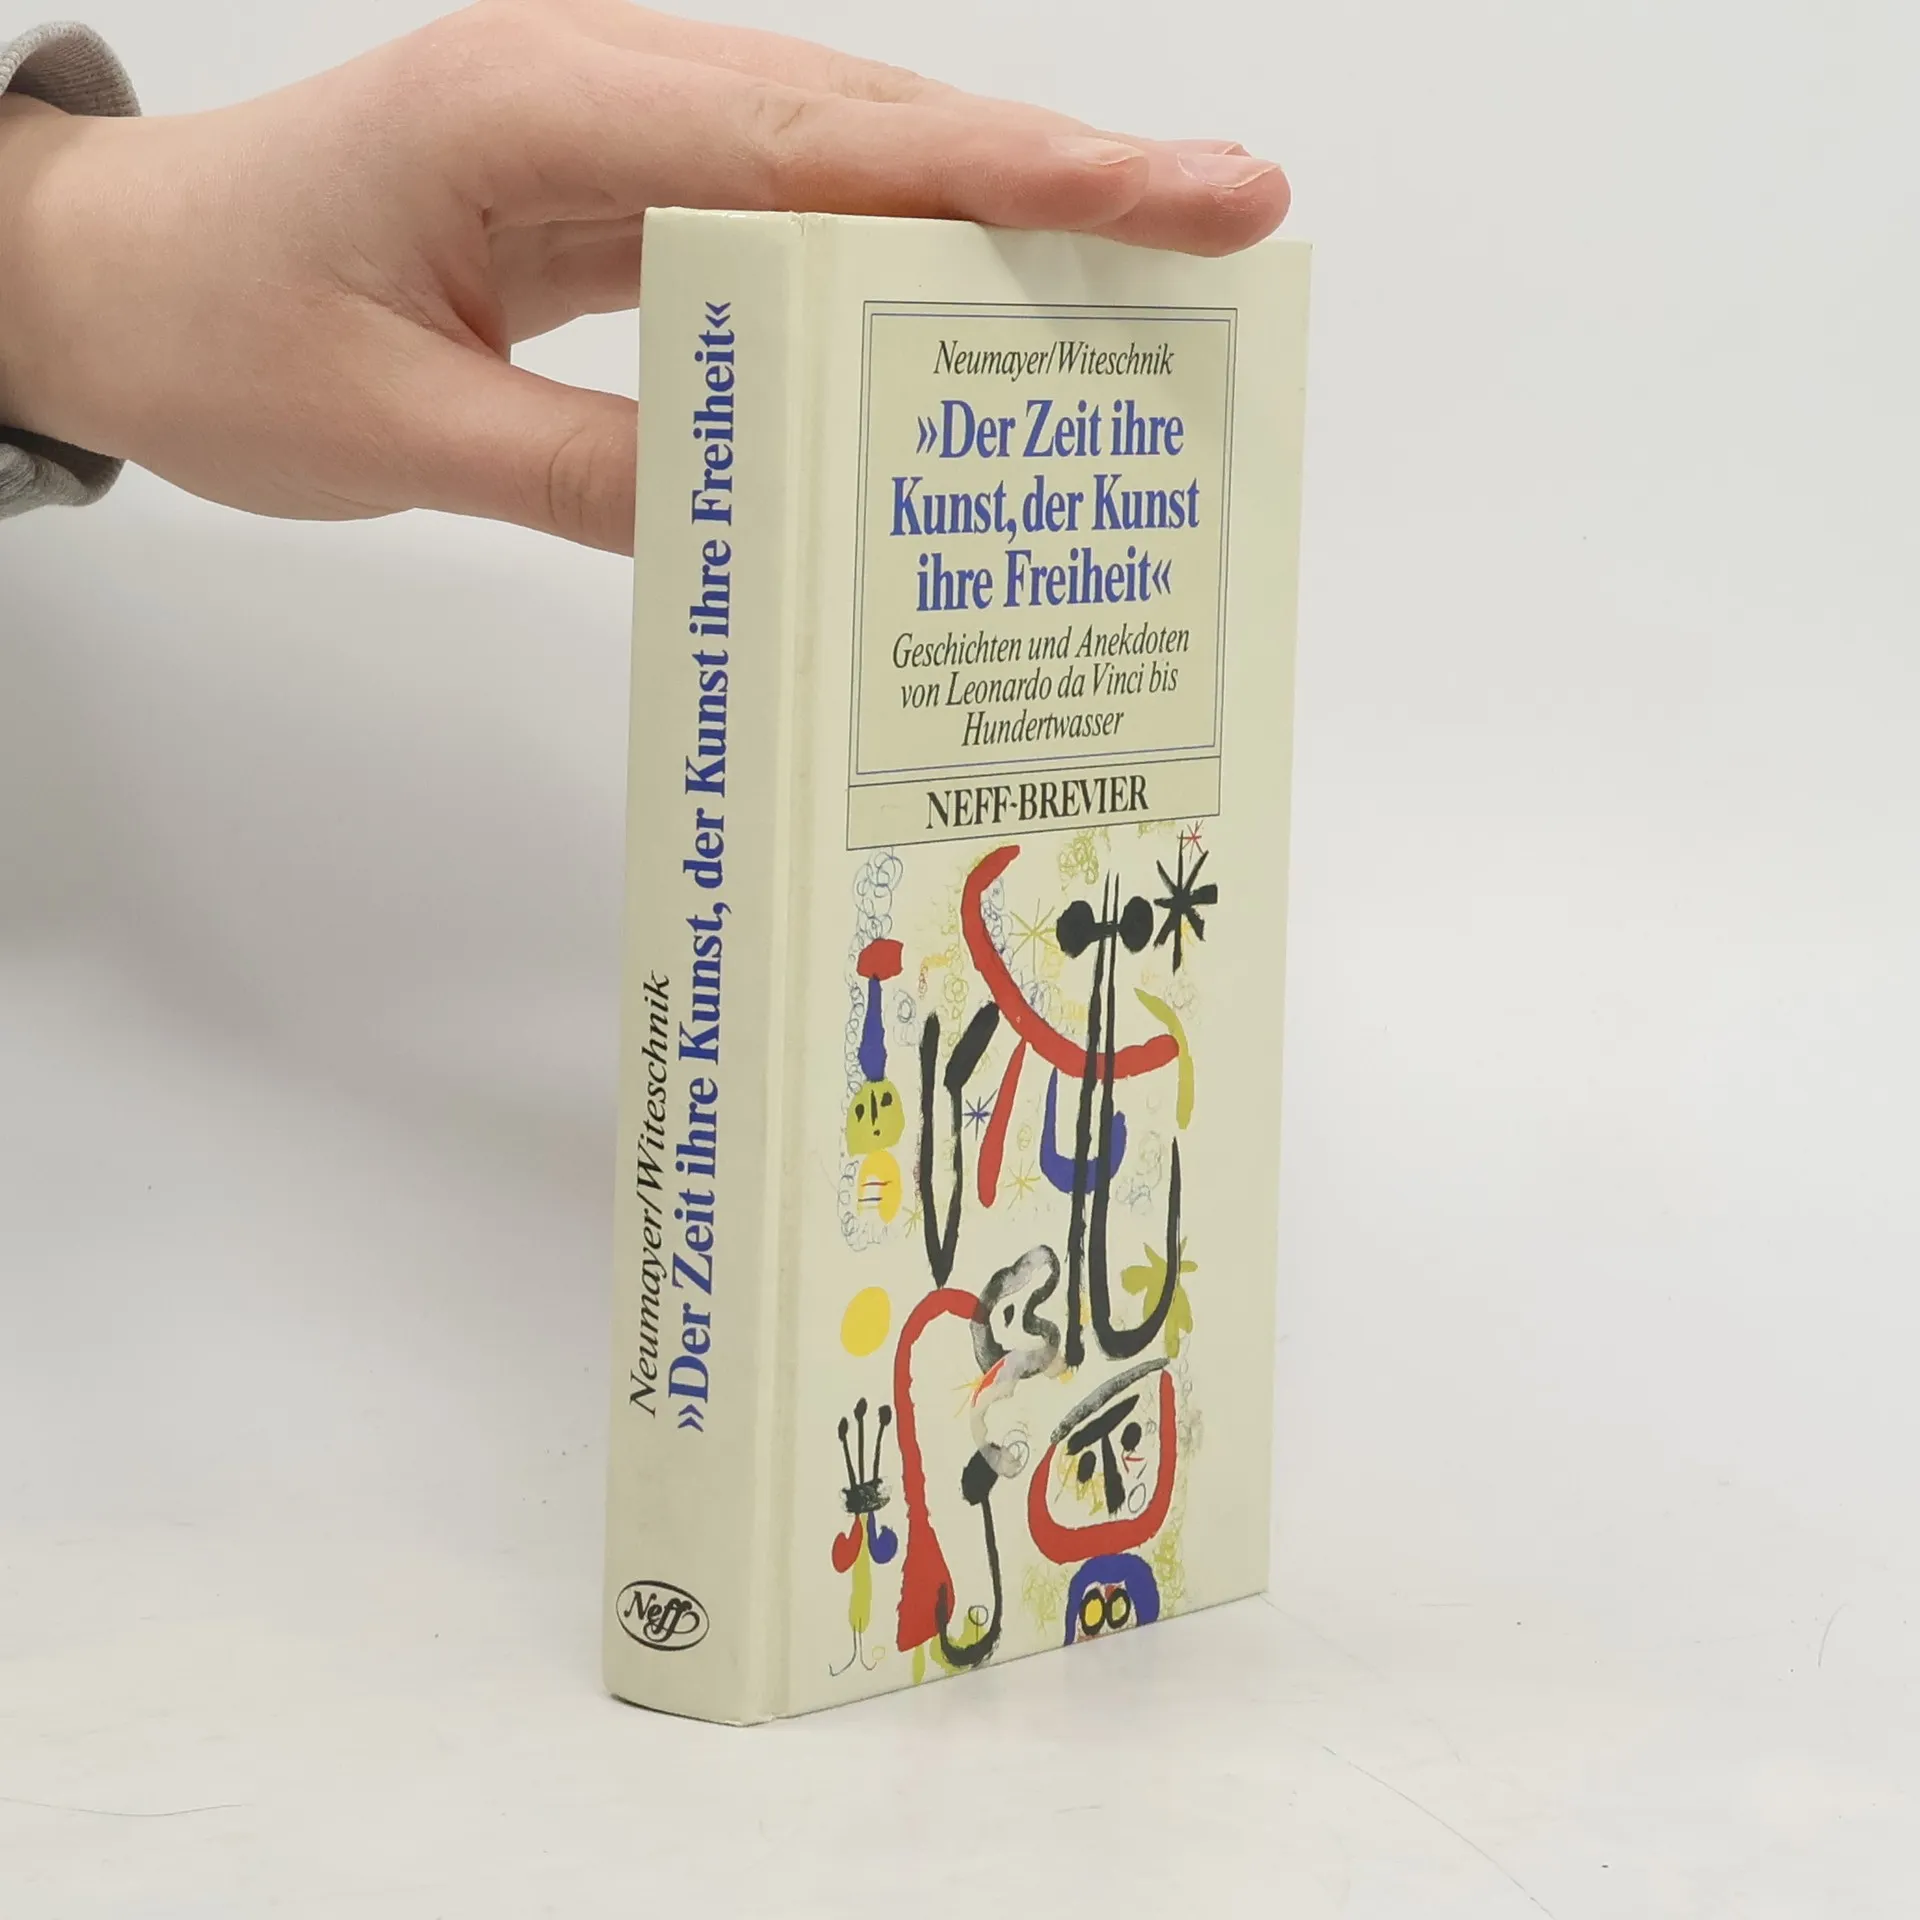 Neumayer/Witeschnik
»Der Zeit ihre Kunst, der Kunst ihre Freiheit«
Neff
Neumayer/Witeschnik
»Der Zeit ihre
Kunst, der Kunst
ihre Freiheit«
Geschichten und Anekdoten
von Leonardo da Vinci bis
Hundertwasser
NEFF-BREVIER